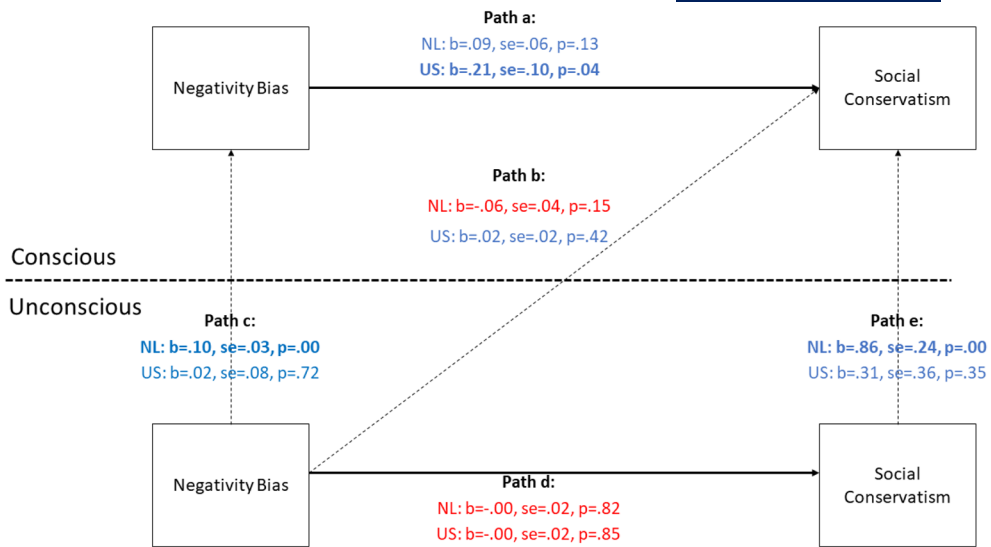 Path a:
NL: b=.09, se=.06, p=.13
US: b=.21, se=.10, p=.04
Negativity Bias
Social
Conservatism
Path b:
NL: b=-.06, se=.04, p=.15
US: b=.02, se=.02, p=.42
Conscious
Unconscious
Path c:
NL: b=.10, se=.03, p=.00
US: b=.02, se=.08, p=.72
Path e:
NL: b=.86, se=.24, p=.00
US: b=.31, se=.36, p=.35
Negativity Bias
Social
Conservatism
Path d:
NL: b=-.00, se=.02, p=.82
US: b=-.00, se=.02, p=.85